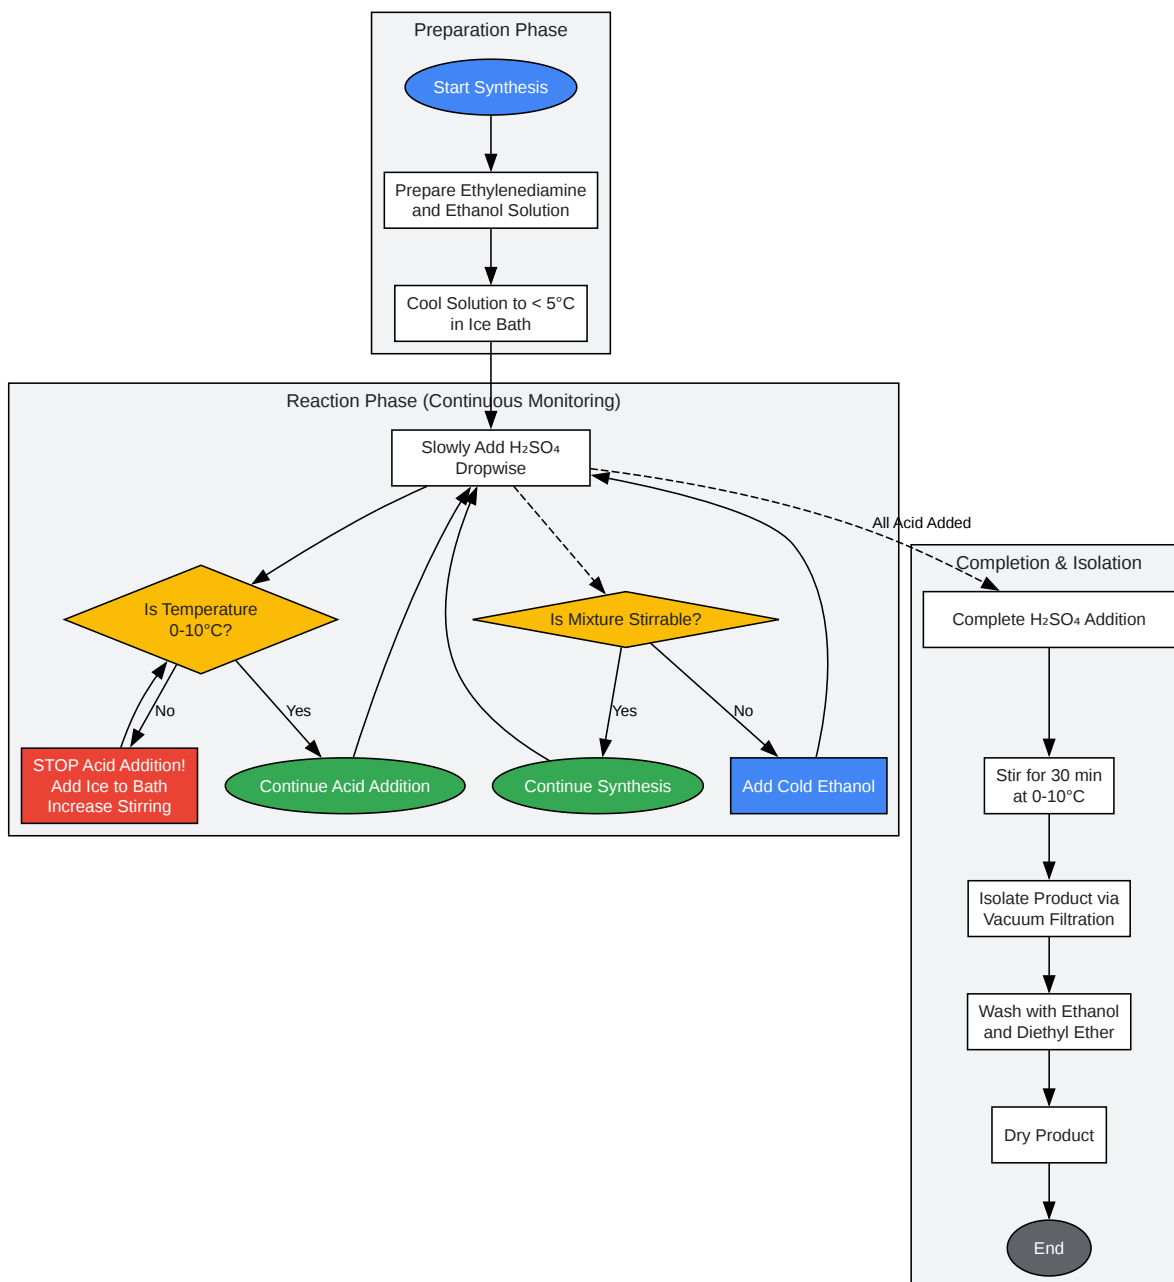 Preparation Phase
Start Synthesis
Prepare Ethylenediamine
and Ethanol Solution
Cool Solution to < 5°C
in Ice Bath
Reaction Phase (Continuous Monitoring)
Slowly Add H₂SO₄
Dropwise
All Acid Added
Is Temperature
0-10°C?
Is Mixture Stirrable?
No
Yes
Yes
No
STOP Acid Addition!
Add Ice to Bath
Increase Stirring
Continue Acid Addition
Continue Synthesis
Add Cold Ethanol
Completion & Isolation
Complete H₂SO₄ Addition
Stir for 30 min
at 0-10°C
Isolate Product via
Vacuum Filtration
Wash with Ethanol
and Diethyl Ether
Dry Product
End